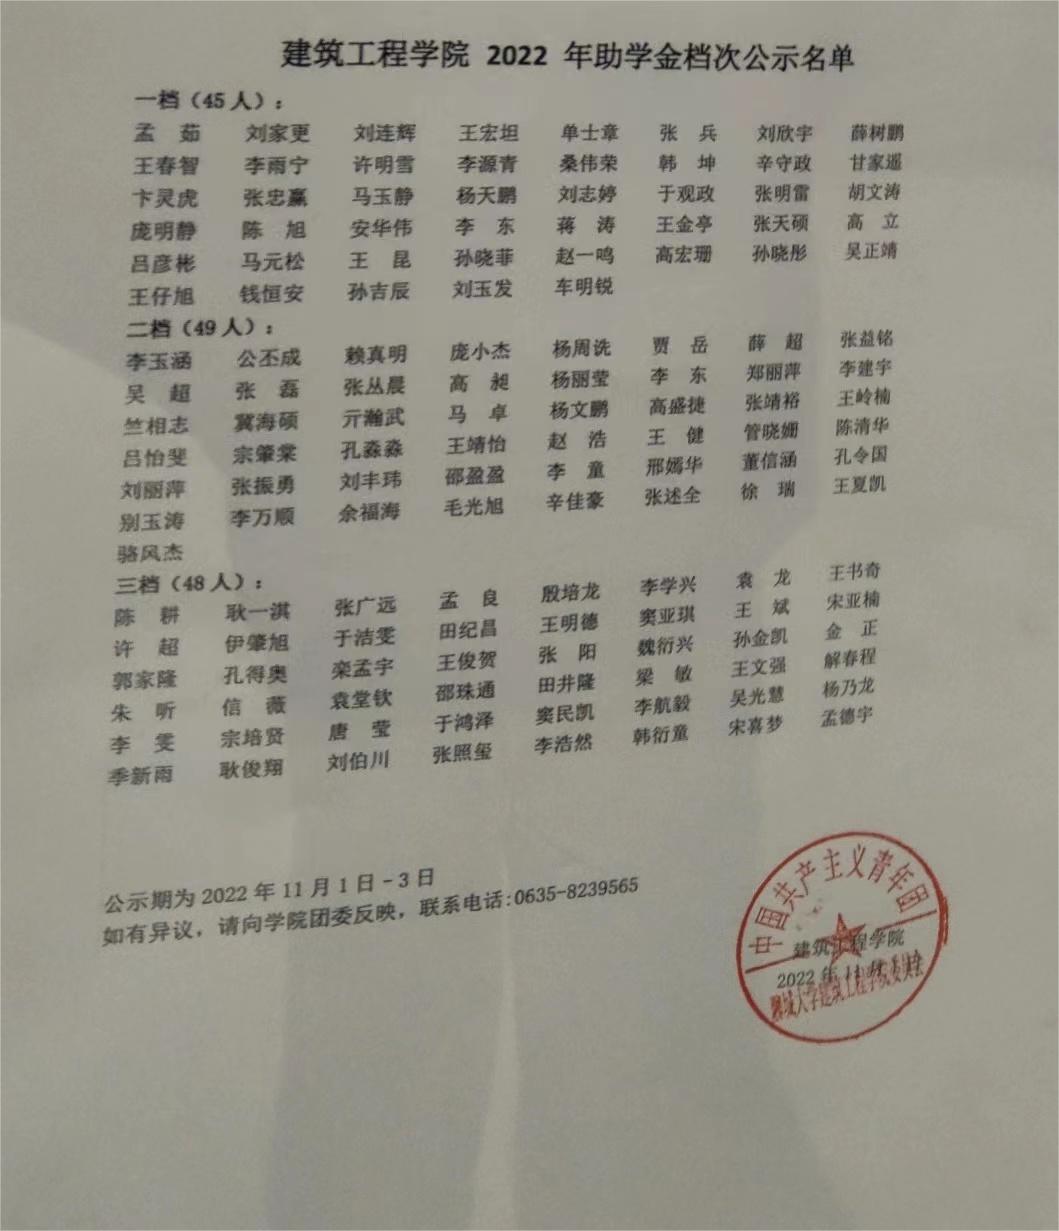 建筑工程学院 2022 年助学金档次公示名单
一档（45 人）：
孟 茹 刘家更 刘连辉 王宏坦 单士章 张 兵 刘欣宇 薛树鹏
王春智 李雨宁 许明雪 李源青 桑伟荣 韩 坤 辛守政 甘家遥
卞灵虎 张忠赢 马玉静 杨天鹏 刘志婷 于观政 张明雷 胡文涛
庞明静 陈 旭 安华伟 李 东 蒋 涛 王金亭 张天硕 高 立
吕彦彬 马元松 王 昆 孙晓菲 赵一鸣 高宏珊 孙晓彤 吴正靖
王仔旭 钱恒安 孙吉辰 刘玉发 车明锐
二档（49 人）：
李玉涵 公丕成 赖真明 庞小杰 杨周诜 贾 岳 薛 超 张益铭
吴 超 张 磊 张丛晨 高 昶 杨丽莹 李 东 郑丽萍 李建宇
竺相志 冀海硕 亓瀚武 马 卓 杨文鹏 高盛捷 张靖裕 王岭楠
吕怡斐 宗肇棠 孔淼淼 王靖怡 赵 浩 王 健 管晓姗 陈清华
刘丽萍 张振勇 刘丰玮 邵盈盈 李 童 邢嫣华 董信涵 孔令国
别玉涛 李万顺 余福海 毛光旭 辛佳豪 张述全 徐 瑞 王夏凯
骆风杰
三档（48 人）：
陈 耕 耿一淇 张广远 孟 良 殷培龙 李学兴 袁 龙 王书奇
许 超 伊肇旭 于洁雯 田纪昌 王明德 窦亚琪 王 斌 宋亚楠
郭家隆 孔得奥 栾孟宇 王俊贺 张 阳 魏衍兴 孙金凯 金 正
朱 听 信 薇 袁堂钦 邵珠通 田井隆 梁 敏 王文强 解春程
李 雯 宗培贤 唐 莹 于鸿泽 窦民凯 李航毅 吴光慧 杨乃龙
季新雨 耿俊翔 刘伯川 张照玺 李浩然 韩衍童 宋喜梦 孟德宇
公示期为 2022 年 11 月 1 日－3 日
如有异议，请向学院团委反映，联系电话:0635-8239565
中国共产主义青年团
建筑工程学院
2022 年 11 月
聊城大学建筑工程学院委员会